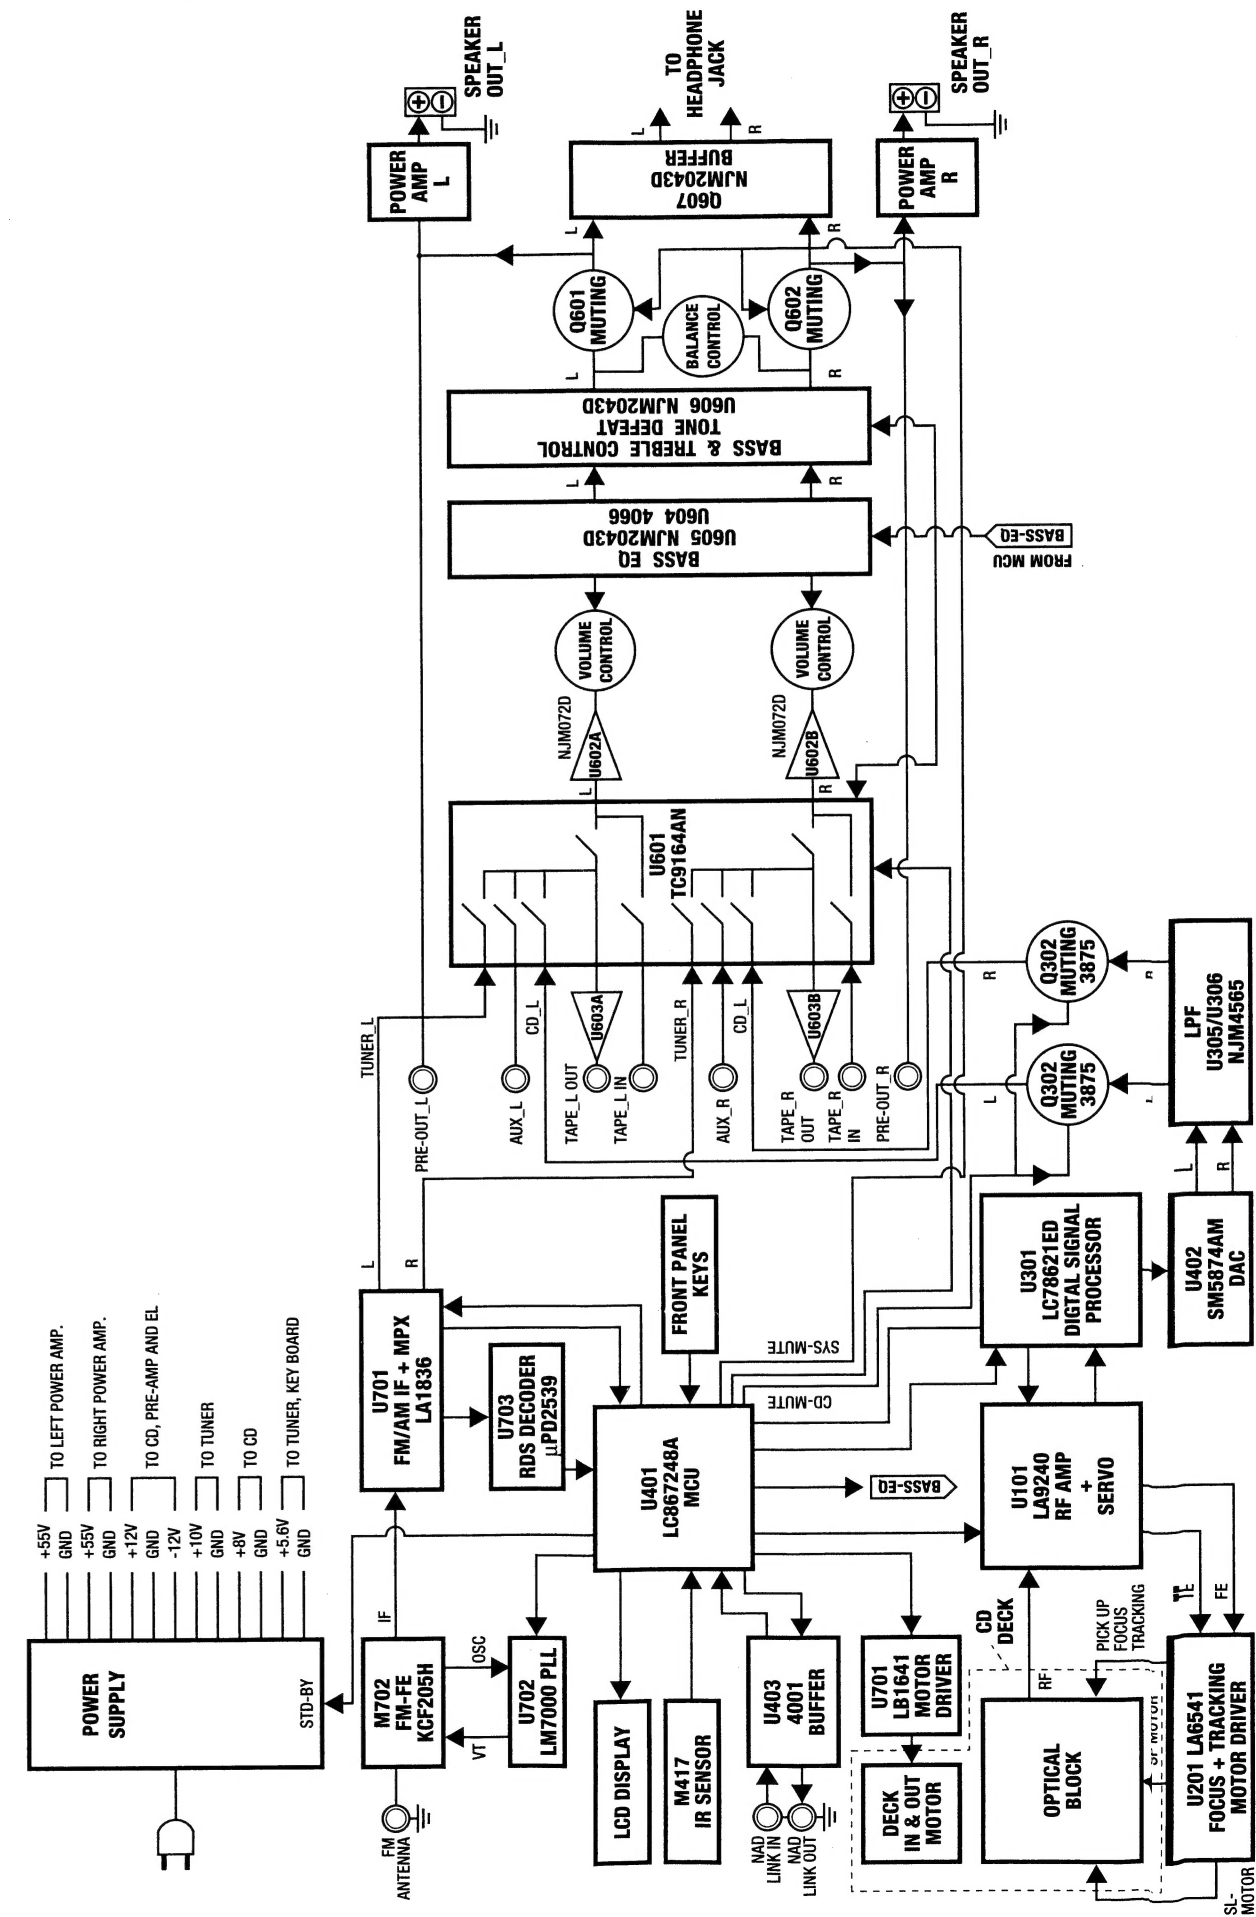 POWER
SUPPLY
STD-BY
+55V
GND
TO LEFT POWER AMP.
+55V
GND
TO RIGHT POWER AMP.
+12V
GND
-12V
TO CD, PRE-AMP AND EL
+10V
GND
TO TUNER
+8V
GND
TO CD
+5.6V
GND
TO TUNER, KEY BOARD
FM
ANTENNA
M702
FM-FE
KCF205H
IF
VT
OSC
U702
LM7000 PLL
U701
FM/AM IF + MPX
LA1836
L
R
U703
RDS DECODER
µPD2539
LCD DISPLAY
M417
IR SENSOR
NAD
LINK IN
NAD
LINK OUT
U403
4001
BUFFER
U401
LC867248A
MCU
FRONT PANEL
KEYS
SYS-MUTE
CD-MUTE
BASS-EQ
DECK
IN & OUT
MOTOR
U701
LB1641
MOTOR
DRIVER
CD
DECK
OPTICAL
BLOCK
RF
PICK UP
FOCUS
TRACKING
SL-
MOTOR
SP MOTOR
U201 LA6541
FOCUS + TRACKING
MOTOR DRIVER
TE
FE
U101
LA9240
RF AMP
+
SERVO
U301
LC78621ED
DIGTAL SIGNAL
PROCESSOR
U402
SM5874AM
DAC
L
R
LPF
U305/U306
NJM4565
L
R
Q302
MUTING
3875
L
Q302
MUTING
3875
R
TUNER_L
PRE-OUT_L
AUX_L
CD_L
TAPE_L OUT
TAPE_L IN
TUNER_R
AUX_R
CD_L
TAPE_R
OUT
TAPE_R
IN
PRE-OUT_R
U603A
U603B
U601
TC9164AN
L
R
U602A
NJM072D
U602B
NJM072D
VOLUME
CONTROL
VOLUME
CONTROL
BASS EQ
U605 NJM2043D
U604 4066
FROM MCU
BASS-EQ
L
R
BASS & TREBLE CONTROL
TONE DEFEAT
U606 NJM2043D
L
R
BALANCE
CONTROL
Q601
MUTING
Q602
MUTING
L
R
Q607
NJM2043D
BUFFER
L
R
TO
HEADPHONE
JACK
POWER
AMP
L
SPEAKER
OUT_L
POWER
AMP
R
SPEAKER
OUT_R